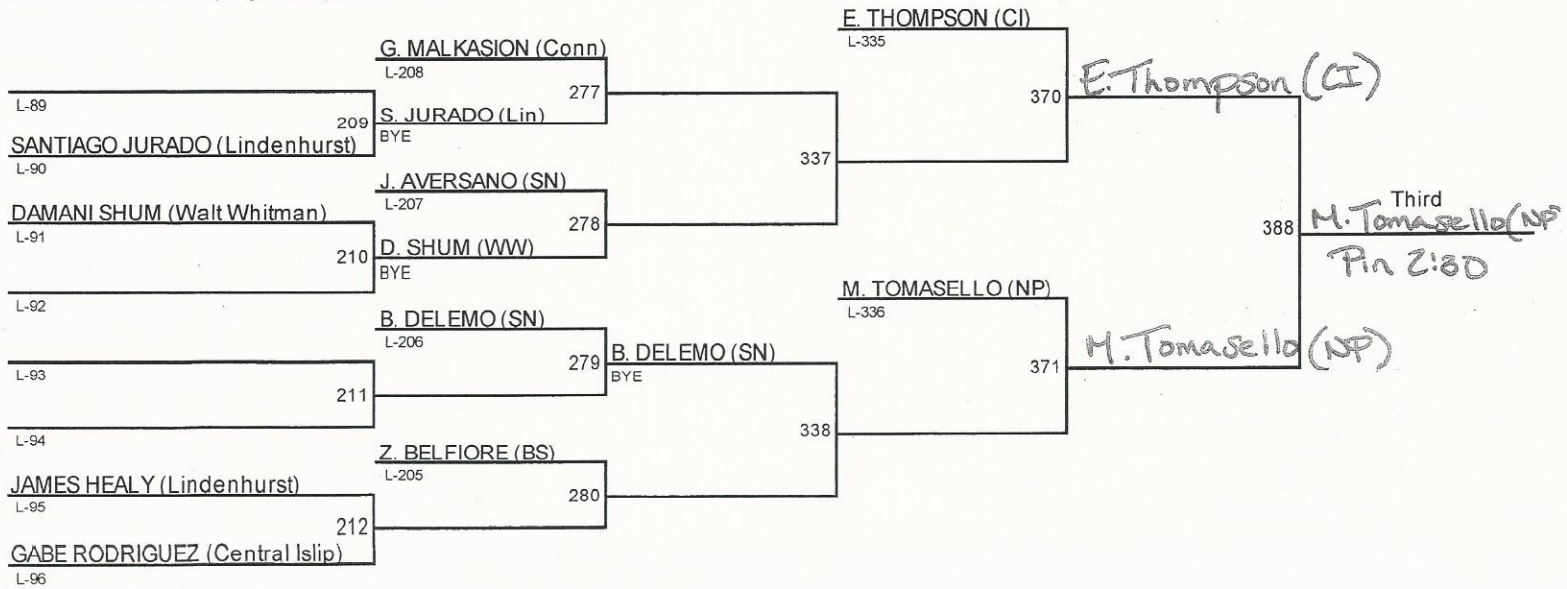 E. THOMPSON (CI)
L-335
G. MALKASION (Conn)
L-208
277
L-89
209
S. JURADO (Lin)
BYE
SANTIAGO JURADO (Lindenhurst)
L-90
370
E. Thompson (CI)
337
J. AVERSANO (SN)
L-207
DAMANI SHUM (Walt Whitman)
L-91
278
210
D. SHUM (WW)
BYE
L-92
388
Third
M. Tomasello (NP
Pin 2:30
M. TOMASELLO (NP)
L-336
B. DELEMO (SN)
L-206
279
B. DELEMO (SN)
BYE
L-93
211
L-94
371
M. Tomasello (NP)
338
Z. BELFIORE (BS)
L-205
JAMES HEALY (Lindenhurst)
L-95
280
212
GABE RODRIGUEZ (Central Islip)
L-96